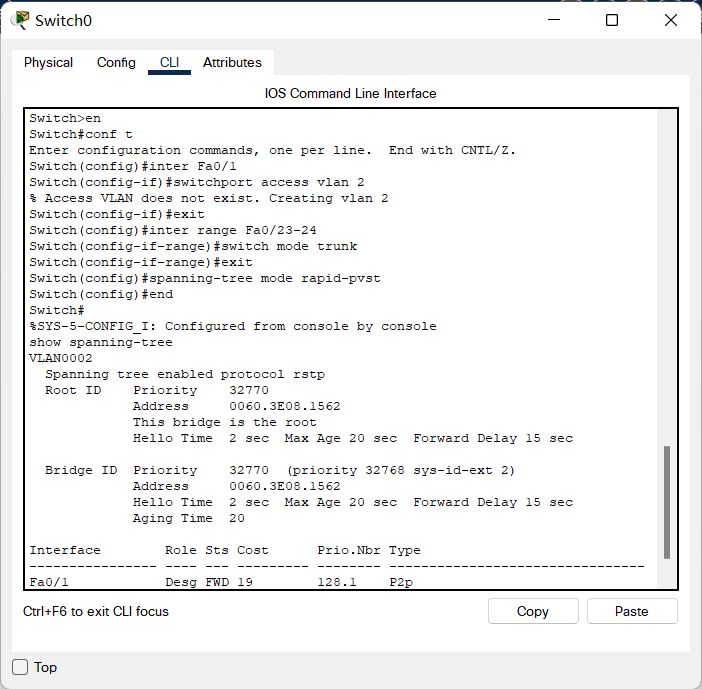 Switch0
Physical Config CLI Attributes
IOS Command Line Interface
Switch>en
Switch#conf t
Enter configuration commands, one per line.  End with CNTL/Z.
Switch(config)#inter Fa0/1
Switch(config-if)#switchport access vlan 2
% Access VLAN does not exist. Creating vlan 2
Switch(config-if)#exit
Switch(config)#inter range Fa0/23-24
Switch(config-if-range)#switch mode trunk
Switch(config-if-range)#exit
Switch(config)#spanning-tree mode rapid-pvst
Switch(config)#end
Switch#
%SYS-5-CONFIG_I: Configured from console by console
show spanning-tree
VLAN0002
  Spanning tree enabled protocol rstp
  Root ID    Priority    32770
             Address     0060.3E08.1562
             This bridge is the root
             Hello Time  2 sec  Max Age 20 sec  Forward Delay 15 sec
  Bridge ID  Priority    32770  (priority 32768 sys-id-ext 2)
             Address     0060.3E08.1562
             Hello Time  2 sec  Max Age 20 sec  Forward Delay 15 sec
             Aging Time  20
Interface        Role Sts Cost      Prio.Nbr Type
---------------- ---- --- --------- -------- --------------------------------
Fa0/1            Desg FWD 19        128.1    P2p
Ctrl+F6 to exit CLI focus
Copy Paste
Top